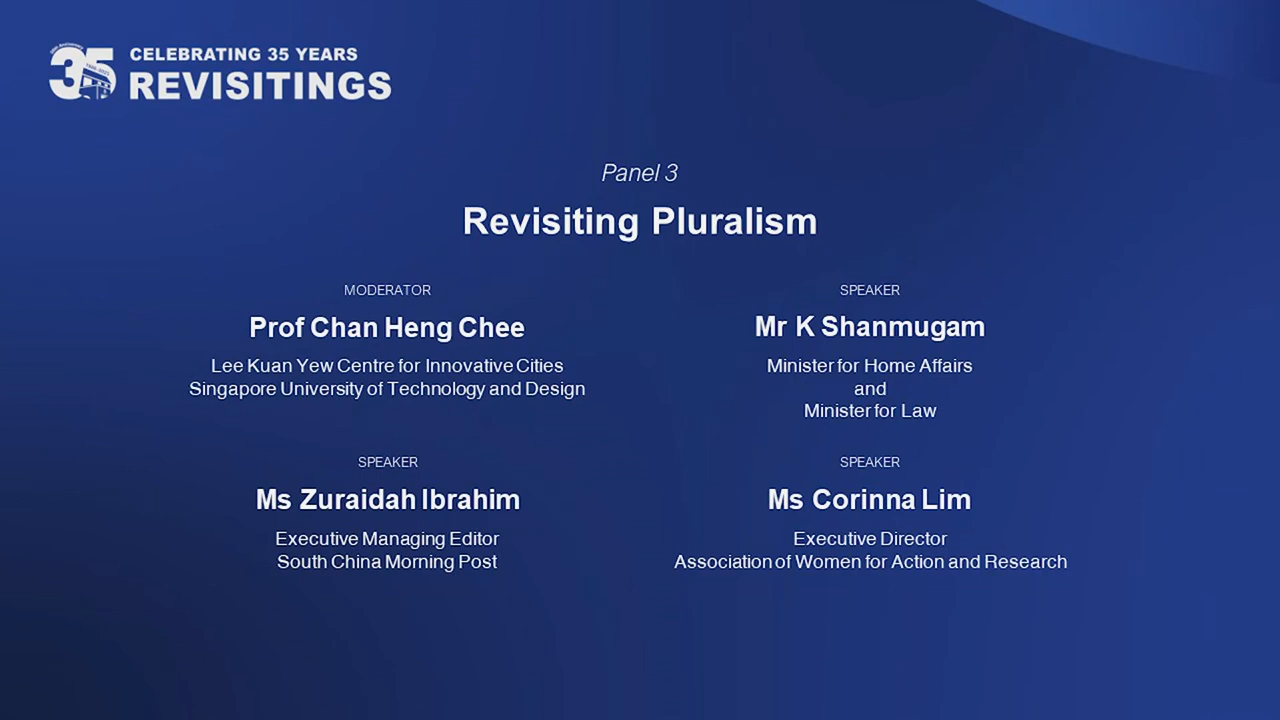 35
CELEBRATING 35 YEARS
REVISITINGS
Panel 3
Revisiting Pluralism
MODERATOR
Prof Chan Heng Chee
Lee Kuan Yew Centre for Innovative Cities
Singapore University of Technology and Design
SPEAKER
Mr K Shanmugam
Minister for Home Affairs
and
Minister for Law
SPEAKER
Ms Zuraidah Ibrahim
Executive Managing Editor
South China Morning Post
SPEAKER
Ms Corinna Lim
Executive Director
Association of Women for Action and Research